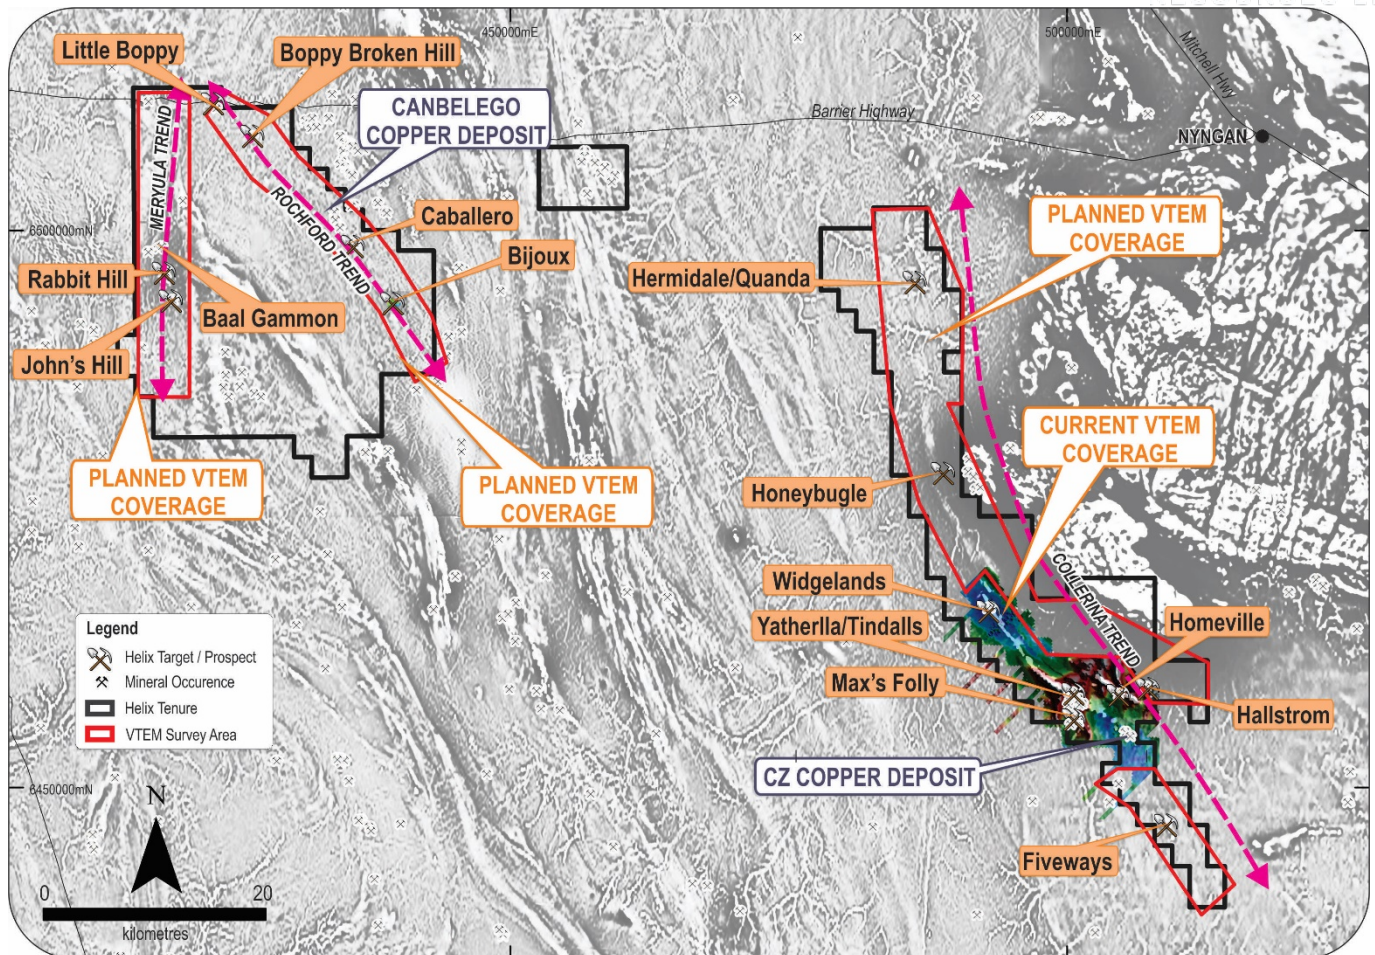 450000mE
500000mE
Mitchell Hwy
Little Boppy
Boppy Broken Hill
CANBELEGO
COPPER DEPOSIT
Barrier Highway
NYNGAN
MERYULA TREND
ROCHFORD TREND
Caballero
Bijoux
6500000mN
Rabbit Hill
Baal Gammon
John's Hill
Hermidale/Quanda
PLANNED VTEM
COVERAGE
PLANNED VTEM
COVERAGE
PLANNED VTEM
COVERAGE
CURRENT VTEM
COVERAGE
Honeybugle
Widgelands
COLLERINA TREND
Yatherlla/Tindalls
Homeville
Max's Folly
Hallstrom
CZ COPPER DEPOSIT
Fiveways
Legend
Helix Target / Prospect
Mineral Occurence
Helix Tenure
VTEM Survey Area
6450000mN
N
0 20
kilometres